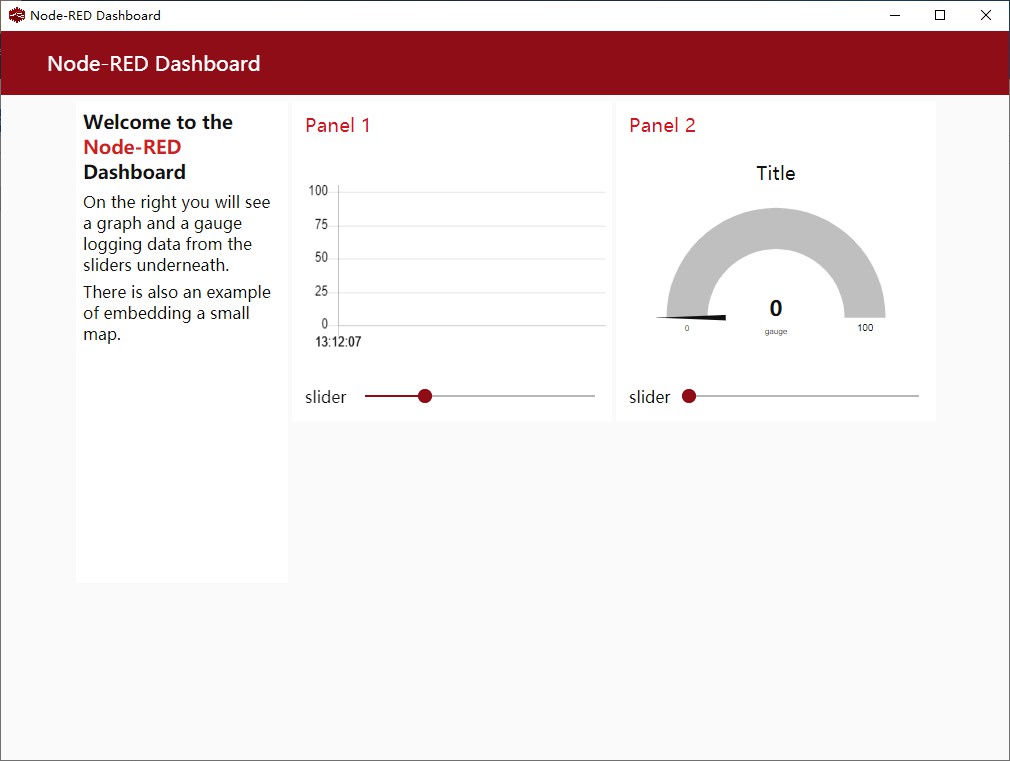 Node-RED Dashboard
Node-RED Dashboard
Welcome to the
Node-RED
Dashboard
On the right you will see
a graph and a gauge
logging data from the
sliders underneath.
There is also an example
of embedding a small
map.
Panel 1
100
75
50
25
0
13:12:07
slider
Panel 2
Title
0
gauge
0
100
slider